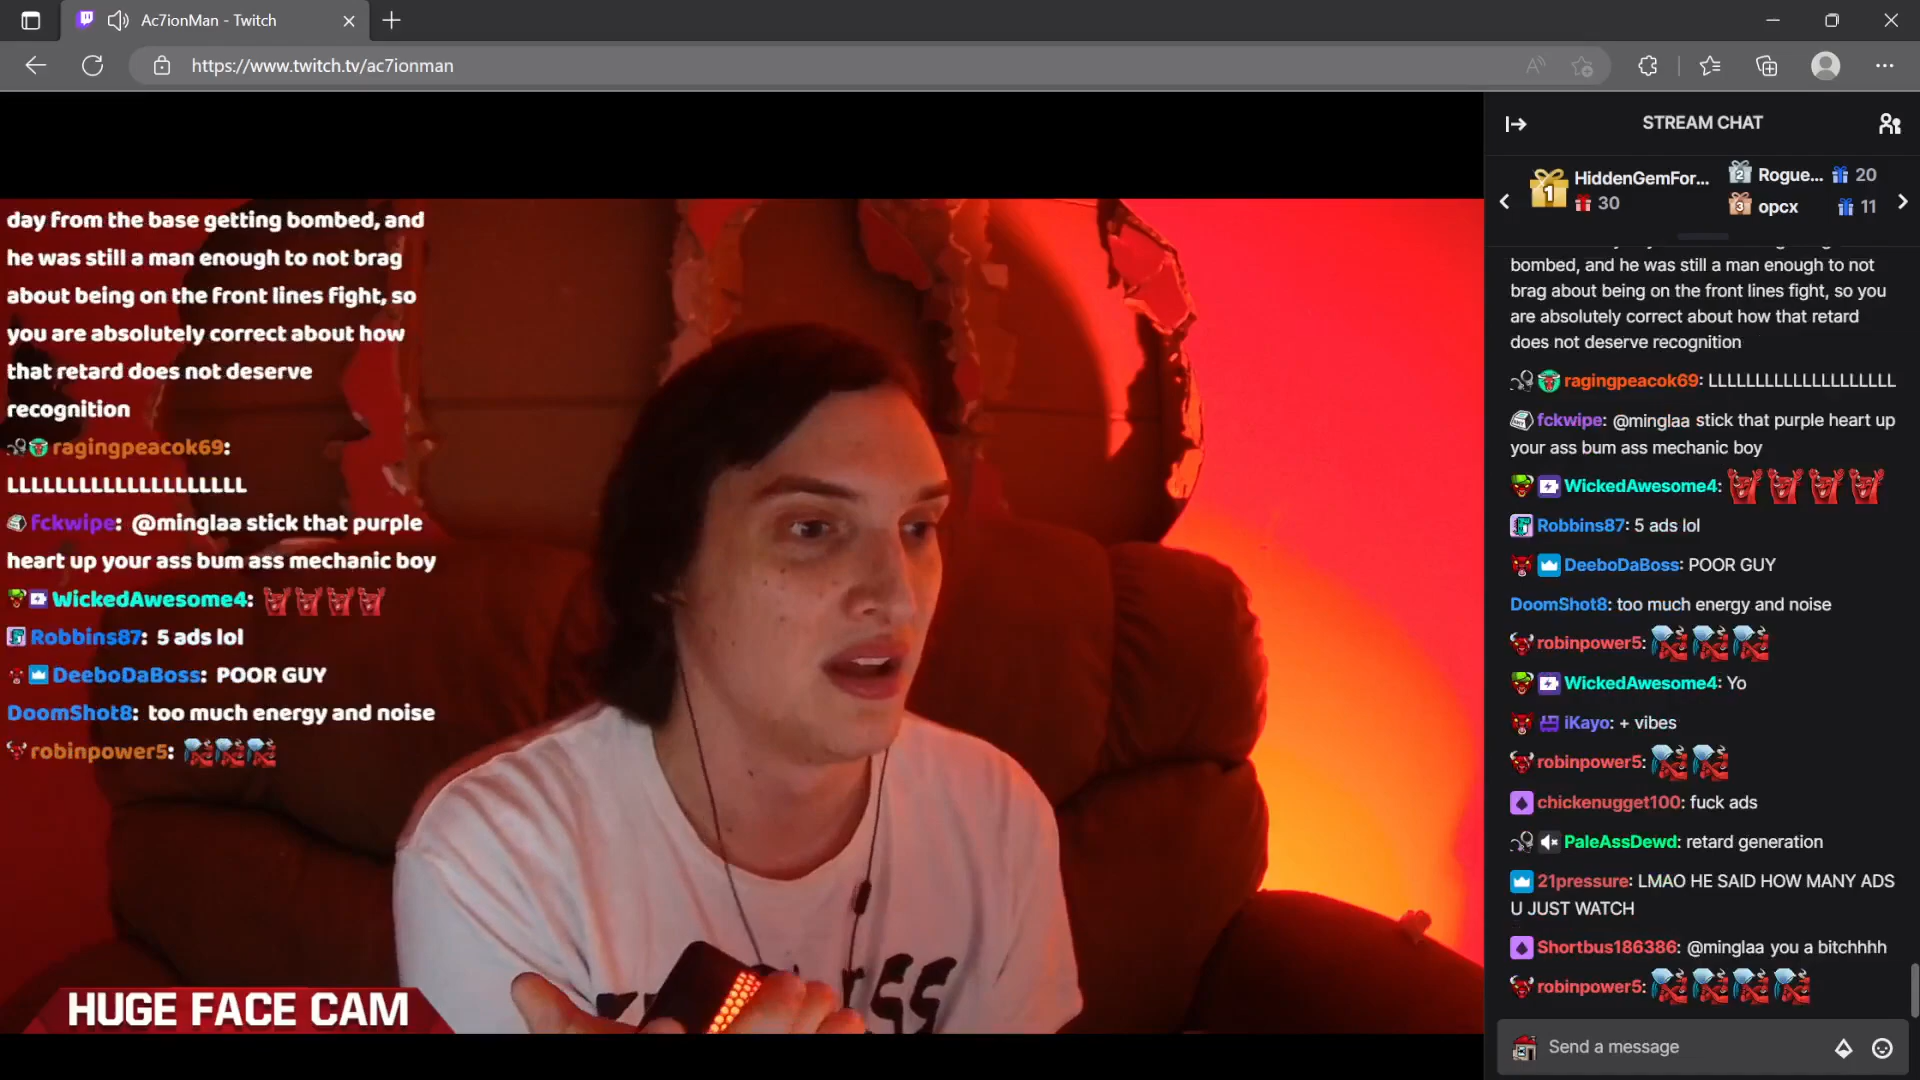 Ac7ionMan - Twitch
https://www.twitch.tv/ac7ionman
day from the base getting bombed, and
he was still a man enough to not brag
about being on the front lines fight, so
you are absolutely correct about how
that retard does not deserve
recognition
ragingpeacok69:
LLLLLLLLLLLLLLLLLLLL
fckwipe: @minglaa stick that purple
heart up your ass bum ass mechanic boy
WickedAwesome4:
Robbins87: 5 ads lol
DeeboDaBoss: POOR GUY
DoomShot8: too much energy and noise
robinpower5:
HUGE FACE CAM
STREAM CHAT
1 HiddenGemFor...
30
2 Rogue... 20
3 opcx 11
bombed, and he was still a man enough to not
brag about being on the front lines fight, so you
are absolutely correct about how that retard
does not deserve recognition
ragingpeacok69: LLLLLLLLLLLLLLLLLLLL
fckwipe: @minglaa stick that purple heart up
your ass bum ass mechanic boy
WickedAwesome4:
Robbins87: 5 ads lol
DeeboDaBoss: POOR GUY
DoomShot8: too much energy and noise
robinpower5:
WickedAwesome4: Yo
iKayo: + vibes
robinpower5:
chickenugget100: fuck ads
PaleAssDewd: retard generation
21pressure: LMAO HE SAID HOW MANY ADS
U JUST WATCH
Shortbus186386: @minglaa you a bitchhhh
robinpower5:
Send a message